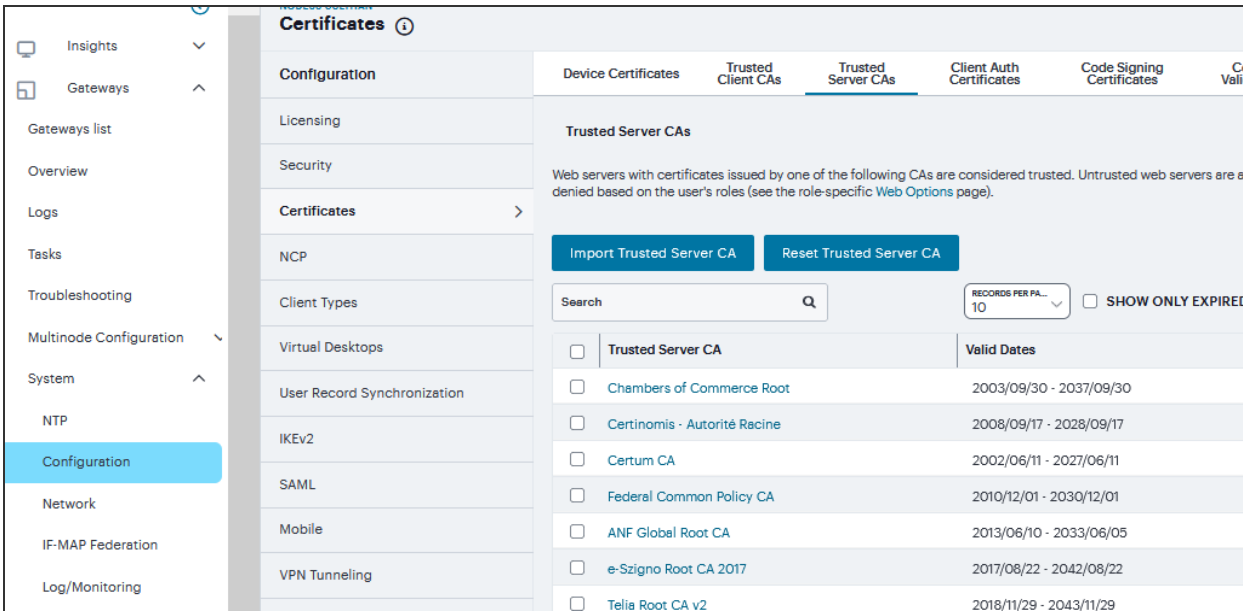 Insights
Gateways
Gateways list
Overview
Logs
Tasks
Troubleshooting
Multinode Configuration
System
NTP
Configuration
Network
IF-MAP Federation
Log/Monitoring
Certificates
Configuration
Licensing
Security
Certificates
NCP
Client Types
Virtual Desktops
User Record Synchronization
IKEv2
SAML
Mobile
VPN Tunneling
Device Certificates
Trusted
Client CAs
Trusted
Server CAs
Client Auth
Certificates
Code Signing
Certificates
Trusted Server CAs
Web servers with certificates issued by one of the following CAs are considered trusted. Untrusted web servers are a
denied based on the user's roles (see the role-specific Web Options page).
Import Trusted Server CA
Reset Trusted Server CA
Search
RECORDS PER PA...
10
SHOW ONLY EXPIRED
Trusted Server CA Valid Dates
Chambers of Commerce Root 2003/09/30 - 2037/09/30
Certinomis - Autorité Racine 2008/09/17 - 2028/09/17
Certum CA 2002/06/11 - 2027/06/11
Federal Common Policy CA 2010/12/01 - 2030/12/01
ANF Global Root CA 2013/06/10 - 2033/06/05
e-Szigno Root CA 2017 2017/08/22 - 2042/08/22
Telia Root CA v2 2018/11/29 - 2043/11/29